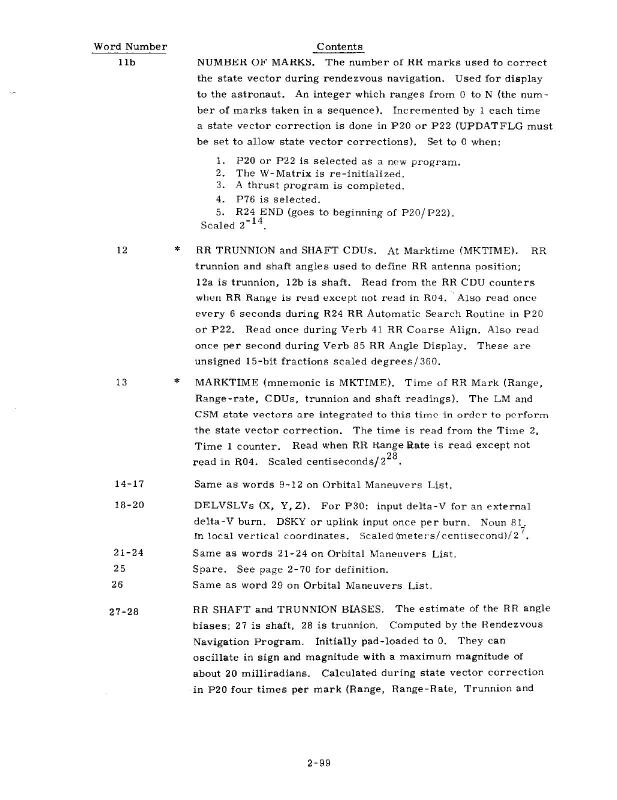 Word Number Contents
11b NUMBER OF MARKS. The number of RR marks used to correct
the state vector during rendezvous navigation. Used for display
to the astronaut. An integer which ranges from 0 to N (the num-
ber of marks taken in a sequence). Incremented by 1 each time
a state vector correction is done in P20 or P22 (UPDATFLG must
be set to allow state vector corrections). Set to 0 when:
1. P20 or P22 is selected as a new program.
2. The W-Matrix is re-initialized.
3. A thrust program is completed.
4. P76 is selected.
5. R24 END (goes to beginning of P20/P22).
Scaled 2^-14.
12 * RR TRUNNION and SHAFT CDUs. At Marktime (MKTIME). RR
trunnion and shaft angles used to define RR antenna position;
12a is trunnion, 12b is shaft. Read from the RR CDU counters
when RR Range is read except not read in R04. Also read once
every 6 seconds during R24 RR Automatic Search Routine in P20
or P22. Read once during Verb 41 RR Coarse Align. Also read
once per second during Verb 85 RR Angle Display. These are
unsigned 15-bit fractions scaled degrees/360.
13 * MARKTIME (mnemonic is MKTIME). Time of RR Mark (Range,
Range-rate, CDUs, trunnion and shaft readings). The LM and
CSM state vectors are integrated to this time in order to perform
the state vector correction. The time is read from the Time 2,
Time 1 counter. Read when RR Range Rate is read except not
read in R04. Scaled centiseconds/2^28.
14-17 Same as words 9-12 on Orbital Maneuvers List.
18-20 DELVSLVs (X, Y, Z). For P30: input delta-V for an external
delta-V burn. DSKY or uplink input once per burn. Noun 81.
In local vertical coordinates. Scaled (meters/centisecond)/2^7.
21-24 Same as words 21-24 on Orbital Maneuvers List.
25 Spare. See page 2-70 for definition.
26 Same as word 29 on Orbital Maneuvers List.
27-28 RR SHAFT and TRUNNION BIASES. The estimate of the RR angle
biases; 27 is shaft, 28 is trunnion. Computed by the Rendezvous
Navigation Program. Initially pad-loaded to 0. They can
oscillate in sign and magnitude with a maximum magnitude of
about 20 milliradians. Calculated during state vector correction
in P20 four times per mark (Range, Range-Rate, Trunnion and
2-99